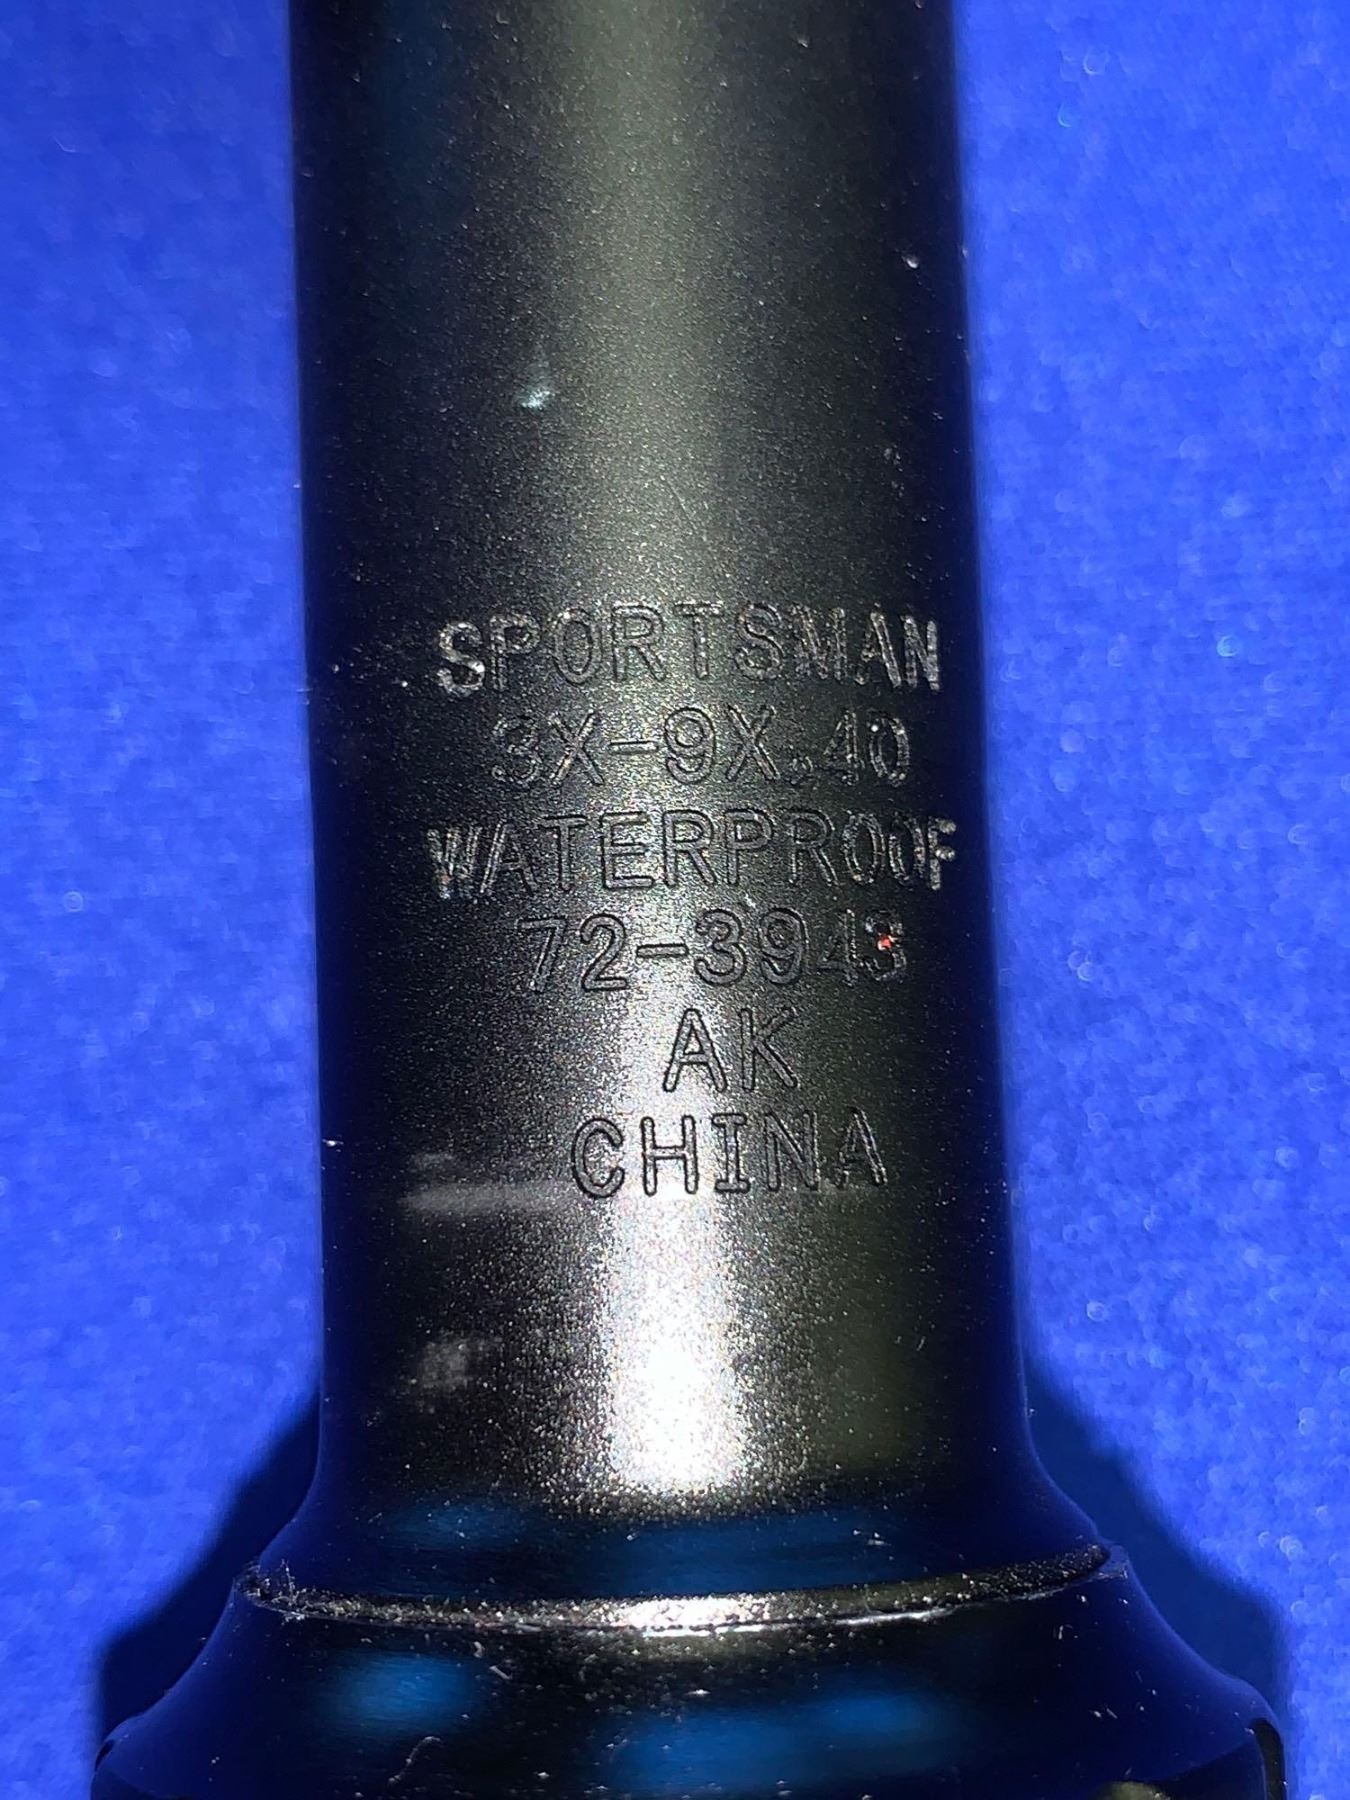 SPORTSMAN
3X-9X.40
WATERPROOF
72-3943
AK
CHINA